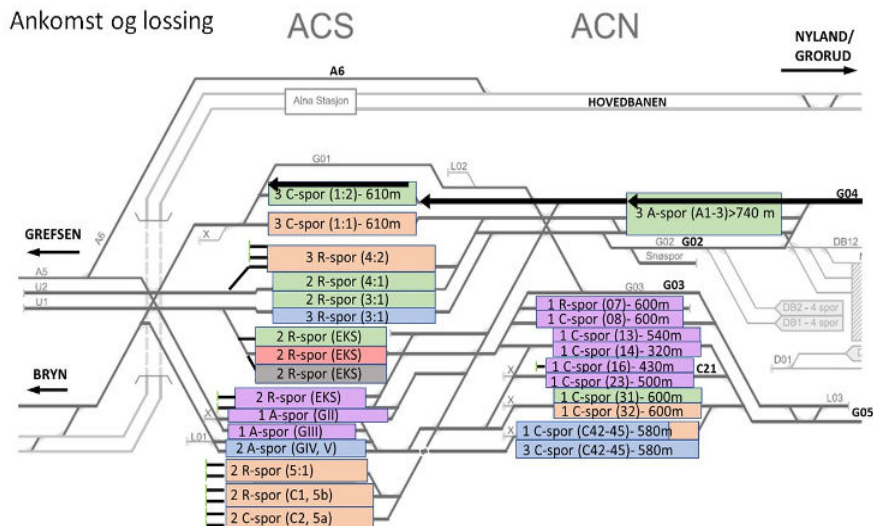 Ankomst og lossing
ACS
ACN
NYLAND/
GRORUD
A6
Alna Stasjon
HOVEDBANEN
G01
L02
3 C-spor (1:2)- 610m
3 A-spor (A1-3)>740 m
G04
3 C-spor (1:1)- 610m
GREFSEN
A6
X
G02
G02
DB12
Snøspor
3 R-spor (4:2)
A5
U2
U1
2 R-spor (4:1)
2 R-spor (3:1)
3 R-spor (3:1)
G03
G03
DB2 - 4 spor
DB1 - 4 spor
1 R-spor (07)- 600m
1 C-spor (08)- 600m
1 C-spor (13)- 540m
1 C-spor (14)- 320m
2 R-spor (EKS)
2 R-spor (EKS)
2 R-spor (EKS)
D01
X
1 C-spor (16)- 430m
C21
1 C-spor (23)- 500m
BRYN
2 R-spor (EKS)
X
1 A-spor (GII)
1 A-spor (GIII)
L01
2 A-spor (GIV, V)
X
1 C-spor (31)- 600m
1 C-spor (32)- 600m
L03
G05
1 C-spor (C42-45)- 580m
3 C-spor (C42-45)- 580m
2 R-spor (5:1)
2 R-spor (C1, 5b)
2 C-spor (C2, 5a)